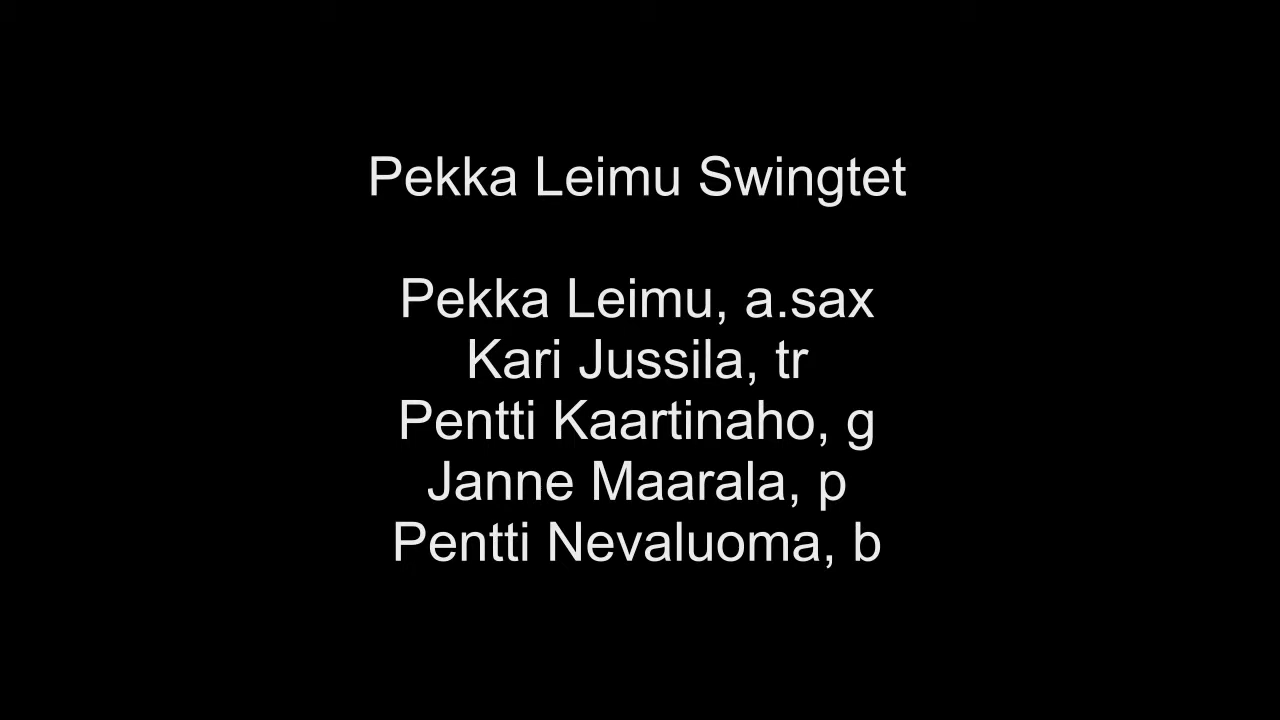 Pekka Leimu Swingtet
Pekka Leimu, a.sax
Kari Jussila, tr
Pentti Kaartinaho, g
Janne Maarala, p
Pentti Nevaluoma, b